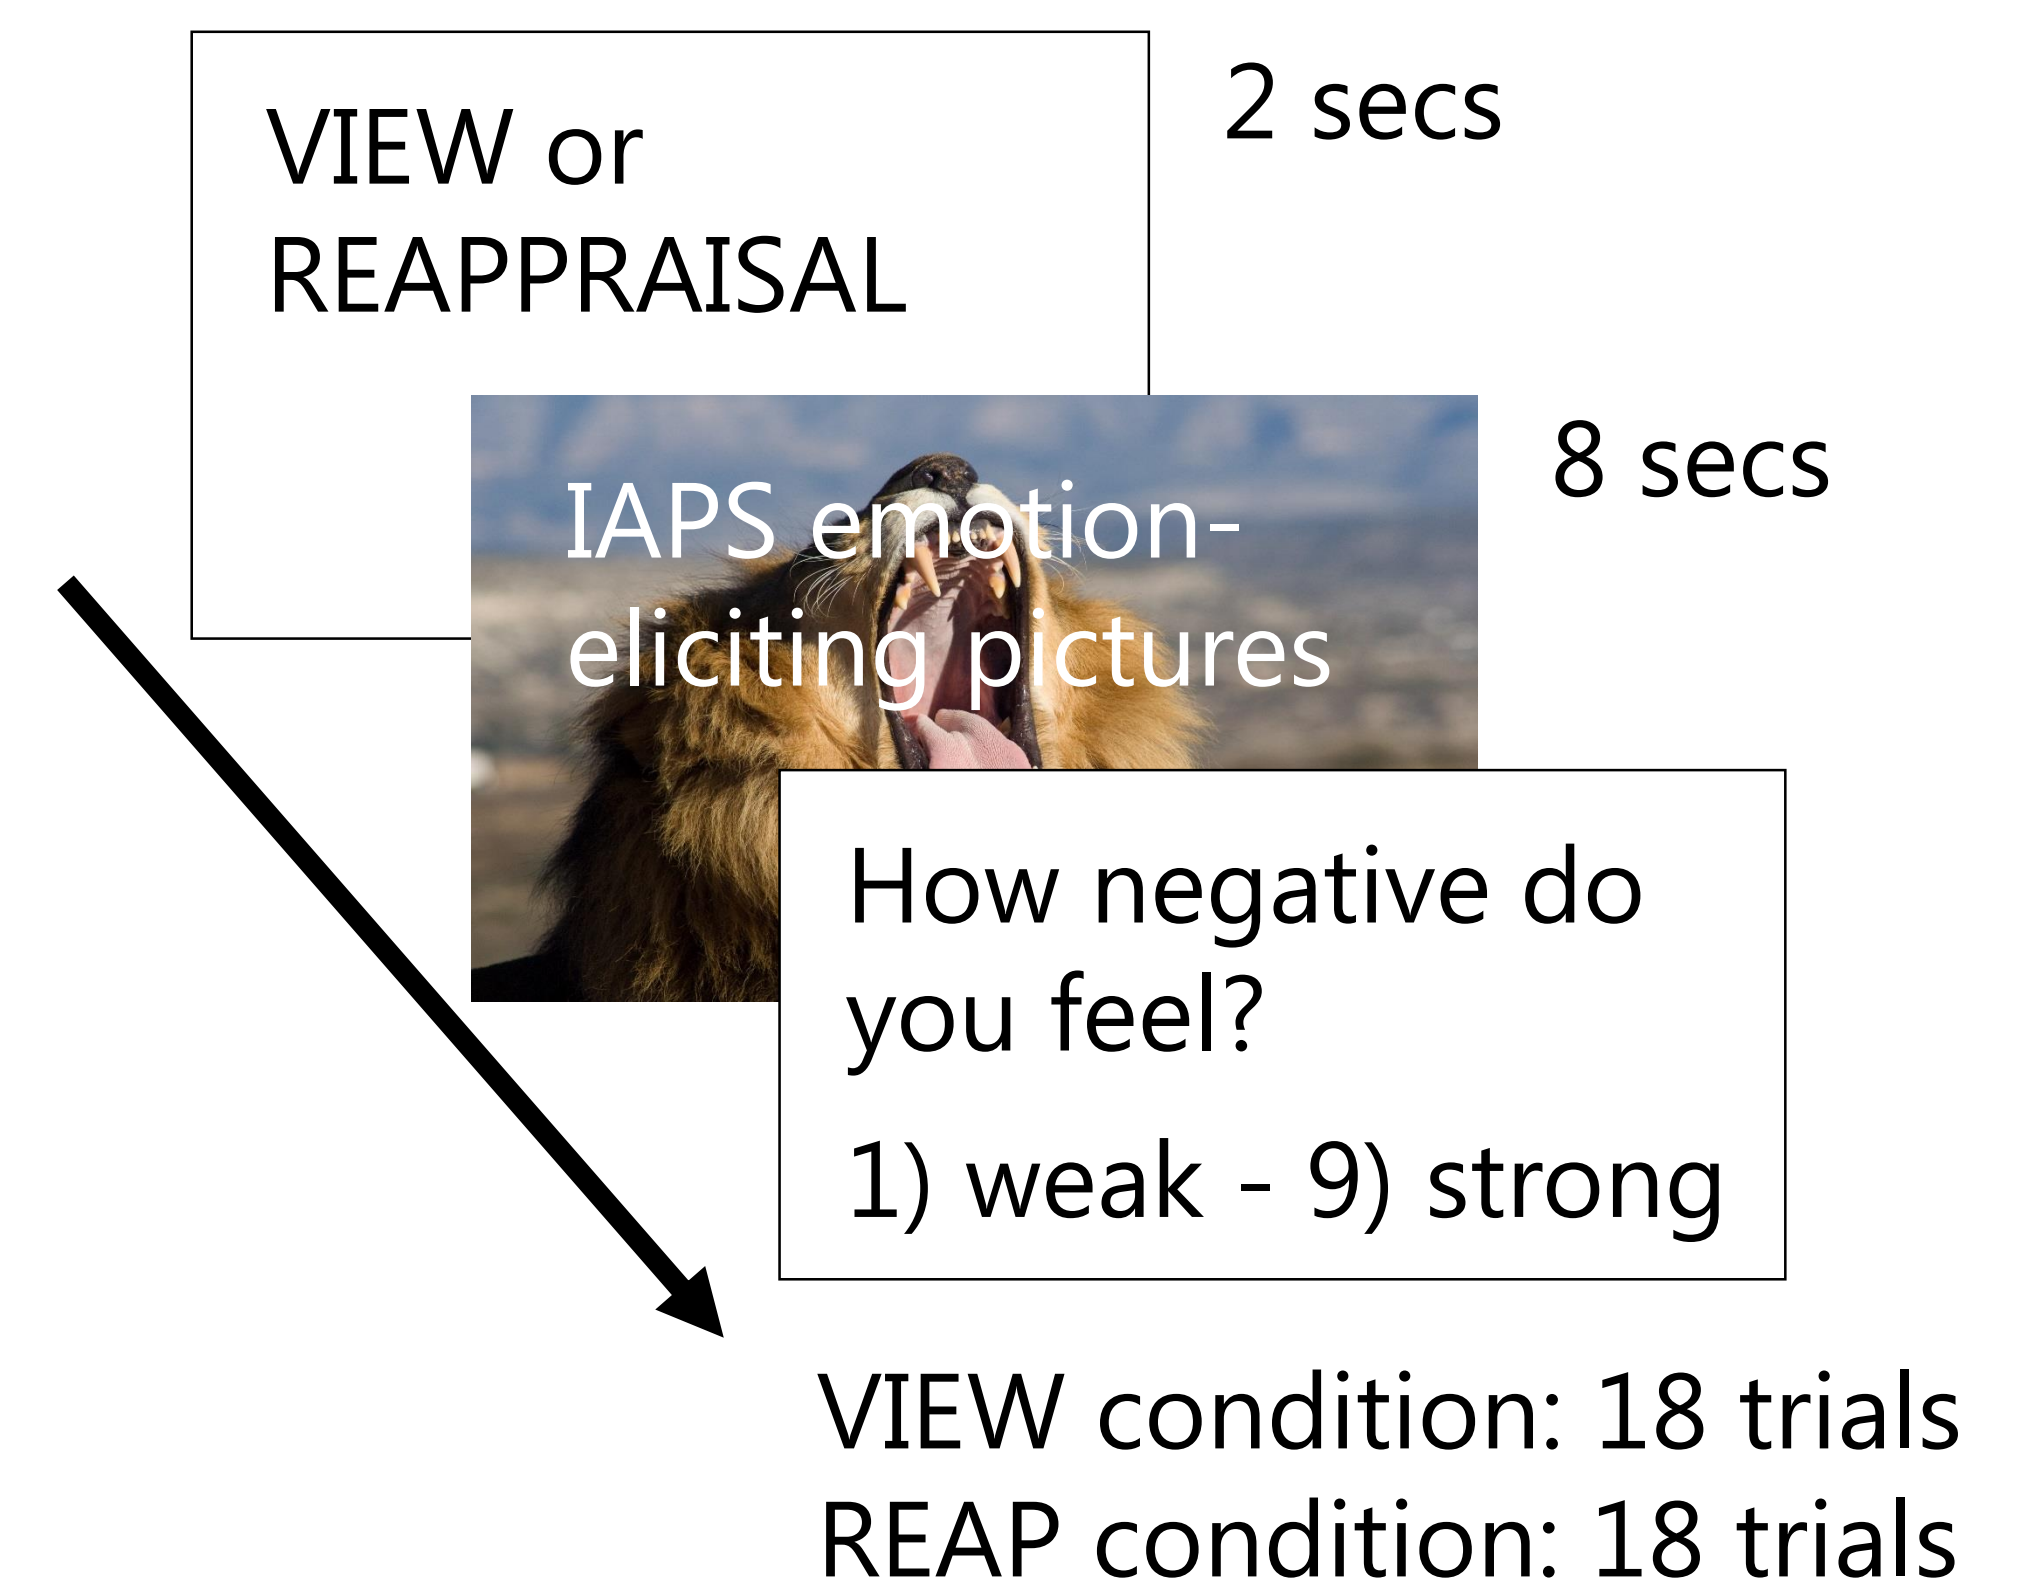 VIEW or
REAPPRAISAL
2 secs
IAPS emotion-
eliciting pictures
8 secs
How negative do
you feel?
1) weak - 9) strong
VIEW condition: 18 trials
REAP condition: 18 trials